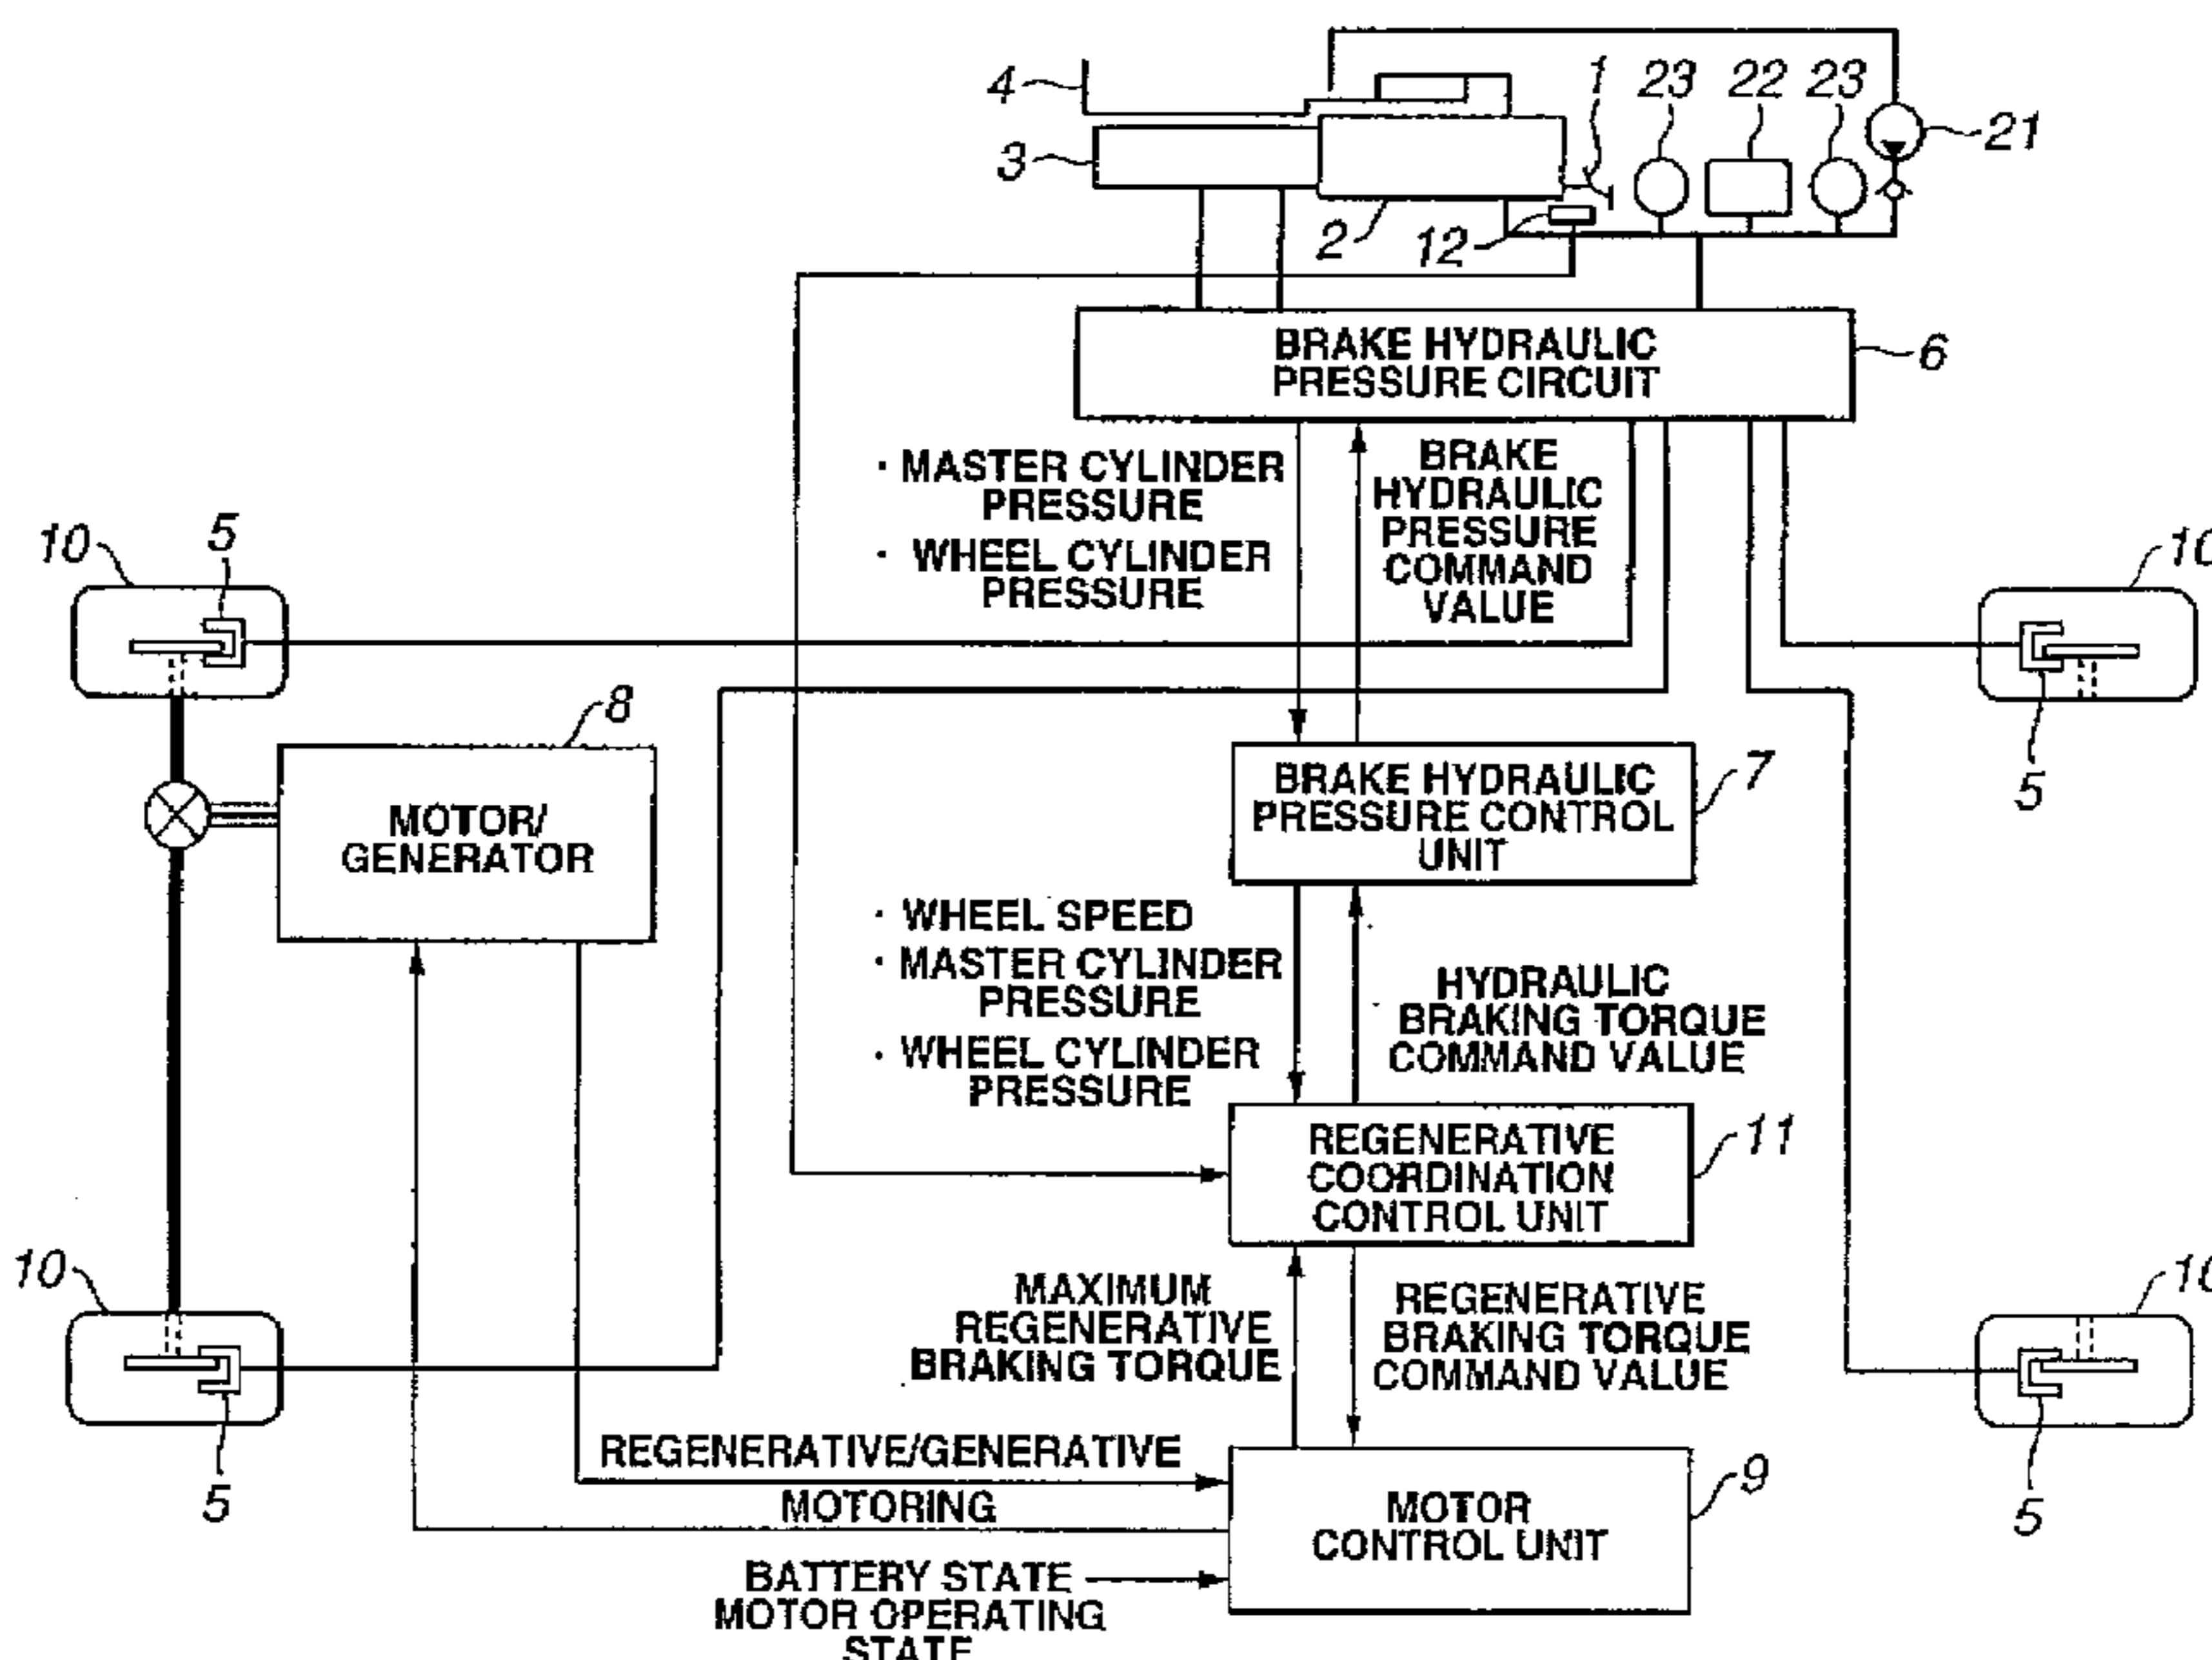 4
1
23
22
23
21
3
2
12
BRAKE HYDRAULIC
PRESSURE CIRCUIT
6
· MASTER CYLINDER
PRESSURE
· WHEEL CYLINDER
PRESSURE
BRAKE
HYDRAULIC
PRESSURE
COMMAND
VALUE
10
5
10
5
8
MOTOR/
GENERATOR
BRAKE HYDRAULIC
PRESSURE CONTROL
UNIT
7
· WHEEL SPEED
· MASTER CYLINDER
PRESSURE
· WHEEL CYLINDER
PRESSURE
HYDRAULIC
BRAKING TORQUE
COMMAND VALUE
REGENERATIVE
COORDINATION
CONTROL UNIT
11
10
5
MAXIMUM
REGENERATIVE
BRAKING TORQUE
REGENERATIVE
BRAKING TORQUE
COMMAND VALUE
10
5
REGENERATIVE/GENERATIVE
MOTORING
MOTOR
CONTROL UNIT
9
BATTERY STATE
MOTOR OPERATING
STATE